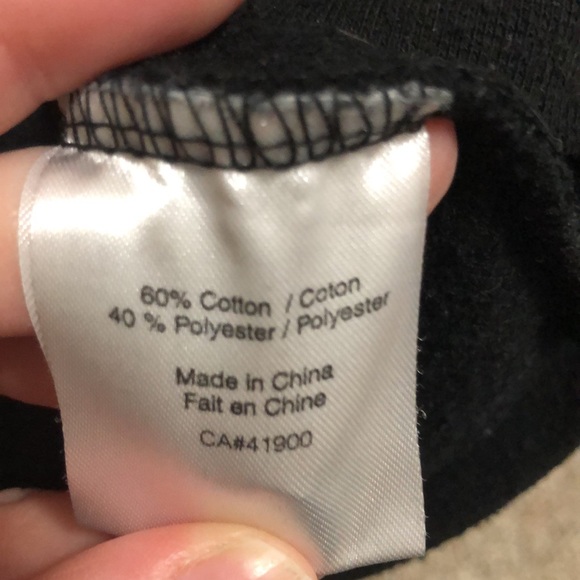 60% Cotton / Coton
40 % Polyester / Polyester
Made in China
Fait en Chine
CA#41900